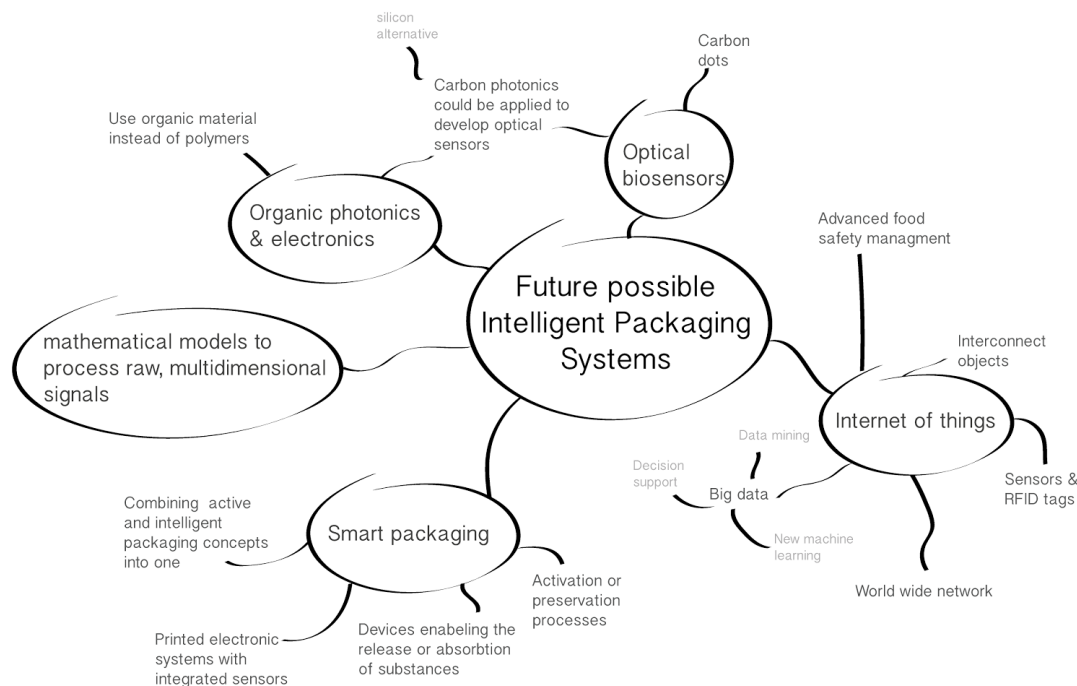 silicon
alternative
Carbon
dots
Carbon photonics
could be applied to
develop optical
sensors
Use organic material
instead of polymers
Optical
biosensors
Organic photonics
& electronics
Advanced food
safety managment
Future possible
Intelligent Packaging
Systems
mathematical models to
process raw, multidimensional
signals
Interconnect
objects
Internet of things
Data mining
Decision
support
Big data
Sensors &
RFID tags
New machine
learning
World wide network
Combining active
and intelligent
packaging concepts
into one
Smart packaging
Activation or
preservation
processes
Devices enabeling the
release or absorbtion
of substances
Printed electronic
systems with
integrated sensors